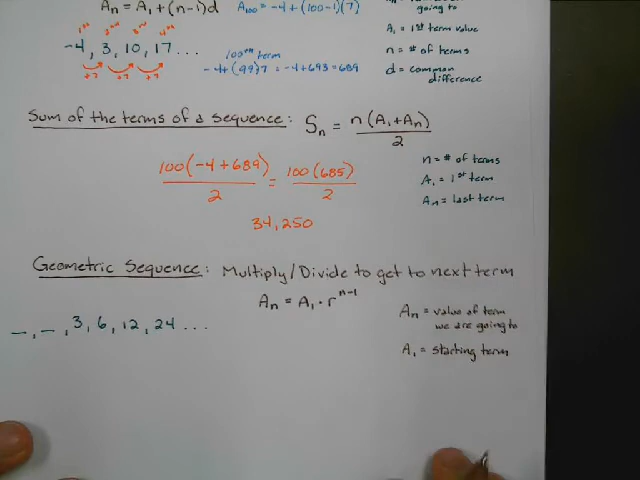 An = A1 + (n-1)d
A100 = -4 + (100-1)(7)
going to
A1 = 1st term value
n = # of terms
d = common
difference
1st 2nd 3rd 4th
-4, 3, 10, 17 ...
+7 +7 +7
100th term
-4 + (99)7 = -4 + 693 = 689
Sum of the terms of a sequence: Sn = n(A1 + An) / 2
100(-4 + 689) / 2 = 100(685) / 2
34,250
n = # of terms
A1 = 1st term
An = last term
Geometric Sequence: Multiply/Divide to get to next term
An = A1 · r^n-1
_, _, 3, 6, 12, 24 ...
An = value of term
we are going to
A1 = starting term